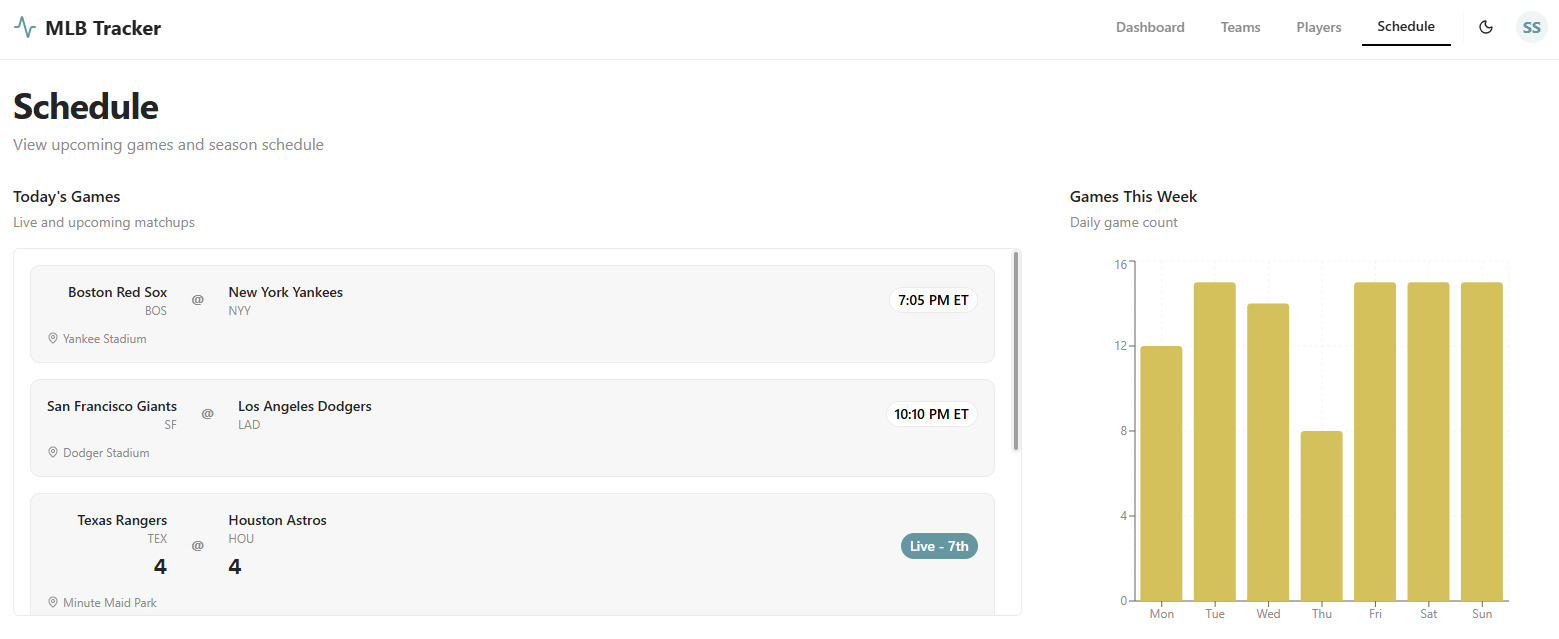 MLB Tracker
Dashboard Teams Players Schedule SS
Schedule
View upcoming games and season schedule
Today's Games
Live and upcoming matchups
Boston Red Sox @ New York Yankees
BOS NYY
7:05 PM ET
Yankee Stadium
San Francisco Giants @ Los Angeles Dodgers
SF LAD
10:10 PM ET
Dodger Stadium
Texas Rangers @ Houston Astros
TEX HOU
4 4
Live - 7th
Minute Maid Park
Games This Week
Daily game count
16
12
8
4
0
Mon Tue Wed Thu Fri Sat Sun